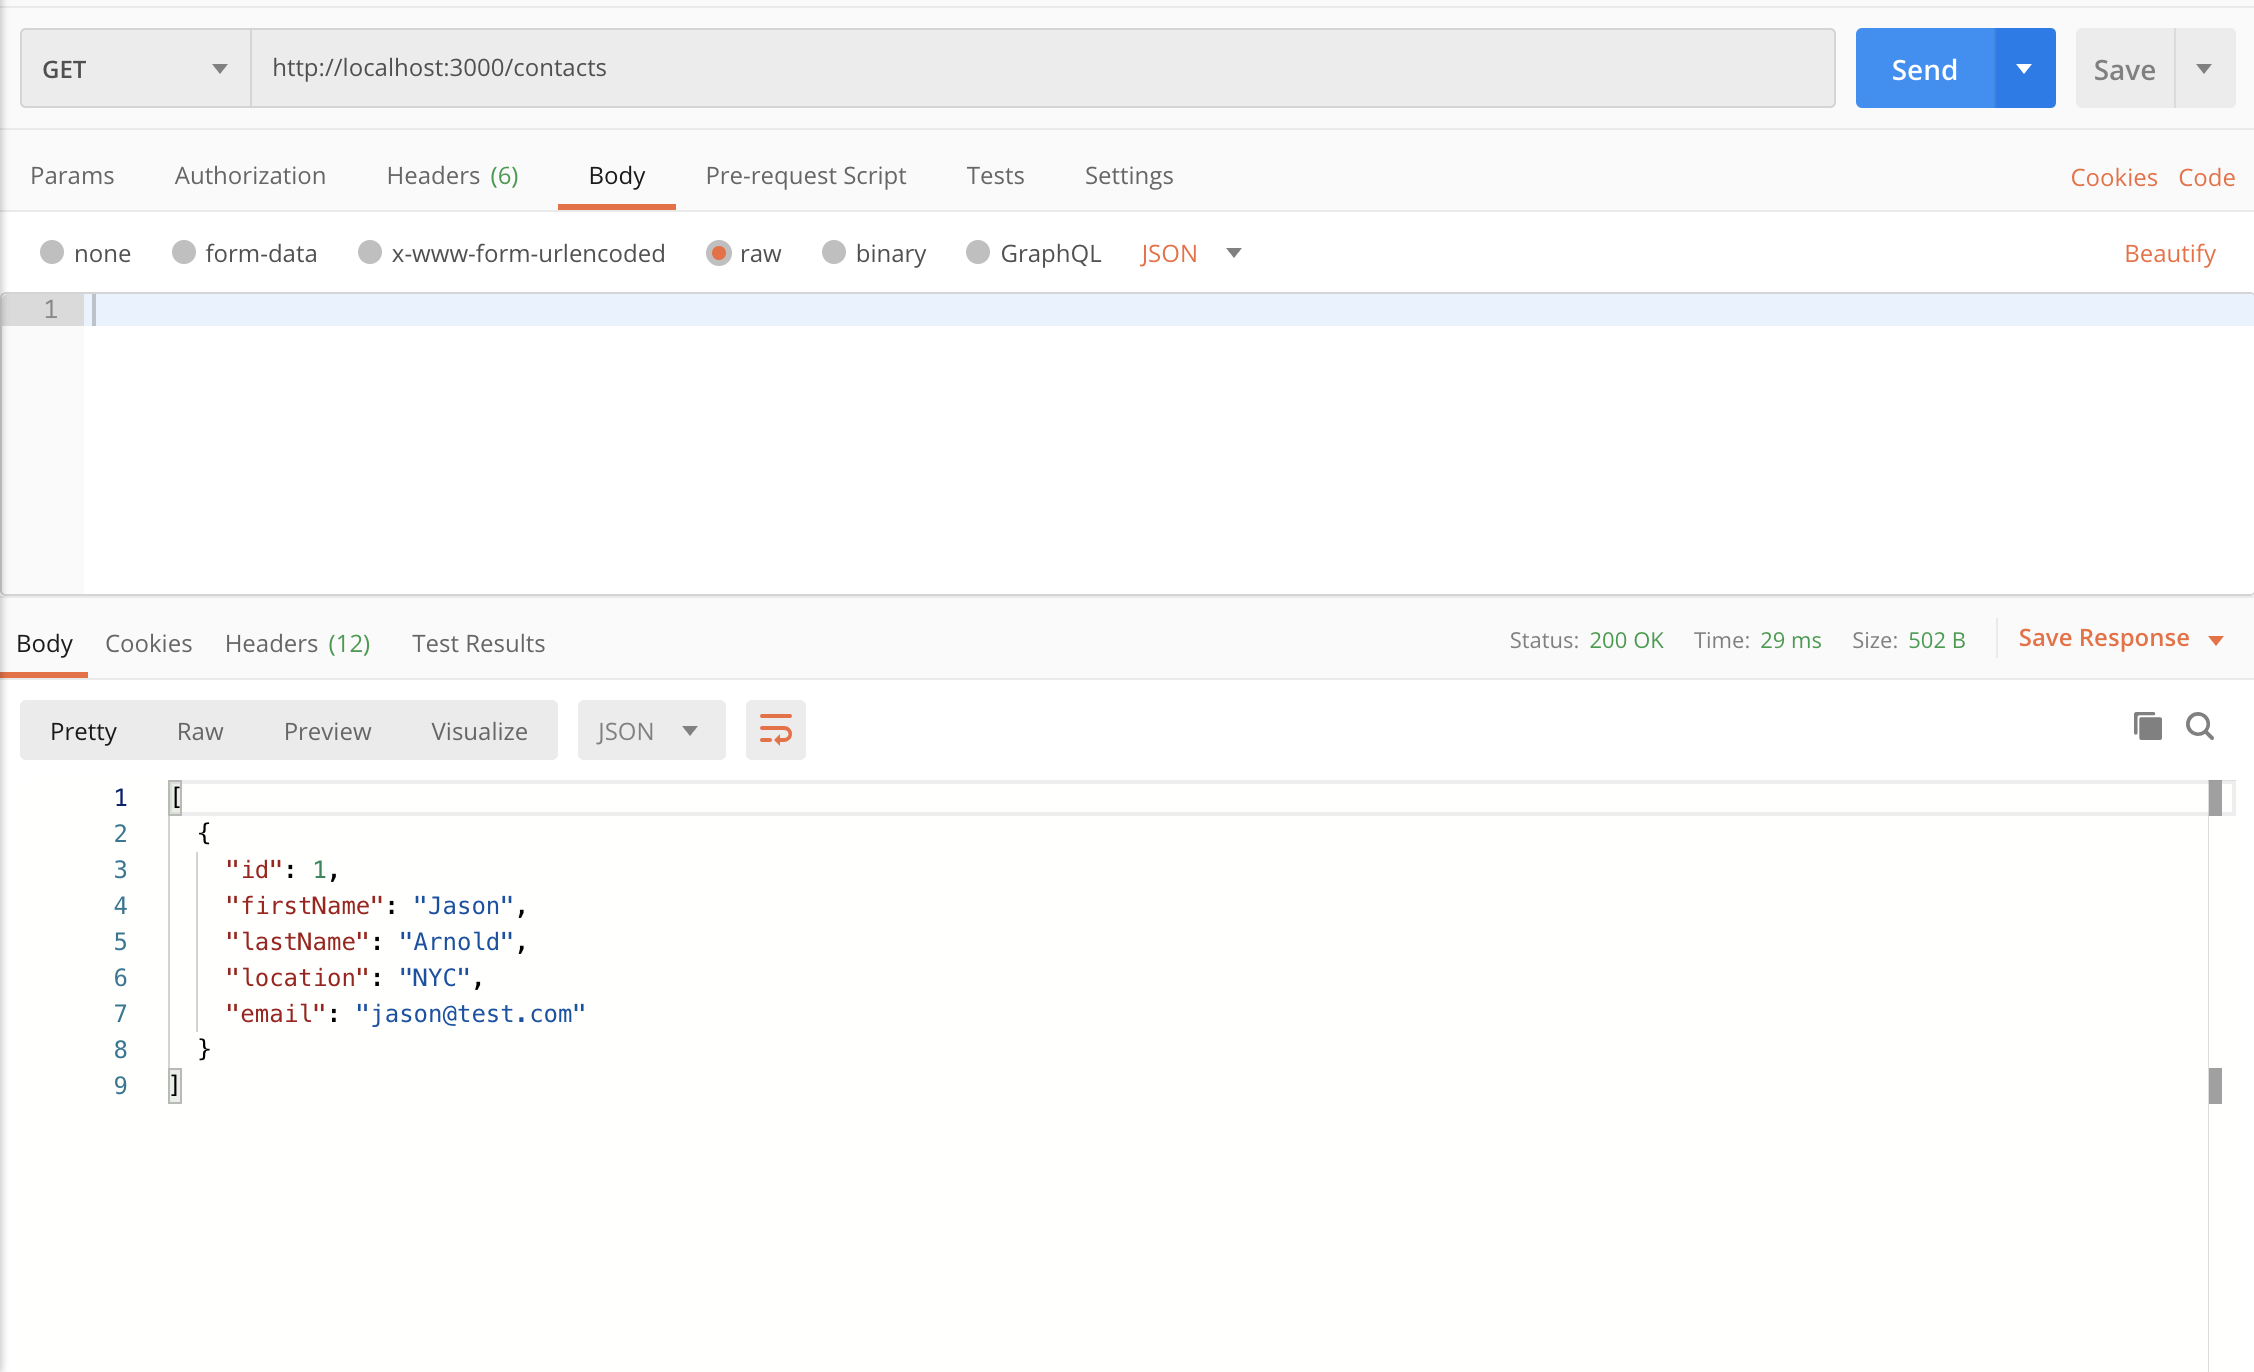 GET http://localhost:3000/contacts Send Save
Params Authorization Headers (6) Body Pre-request Script Tests Settings Cookies Code
none form-data x-www-form-urlencoded raw binary GraphQL JSON Beautify
1
Body Cookies Headers (12) Test Results Status: 200 OK Time: 29 ms Size: 502 B Save Response
Pretty Raw Preview Visualize JSON
1 [
2 {
3 "id": 1,
4 "firstName": "Jason",
5 "lastName": "Arnold",
6 "location": "NYC",
7 "email": "jason@test.com"
8 }
9 ]